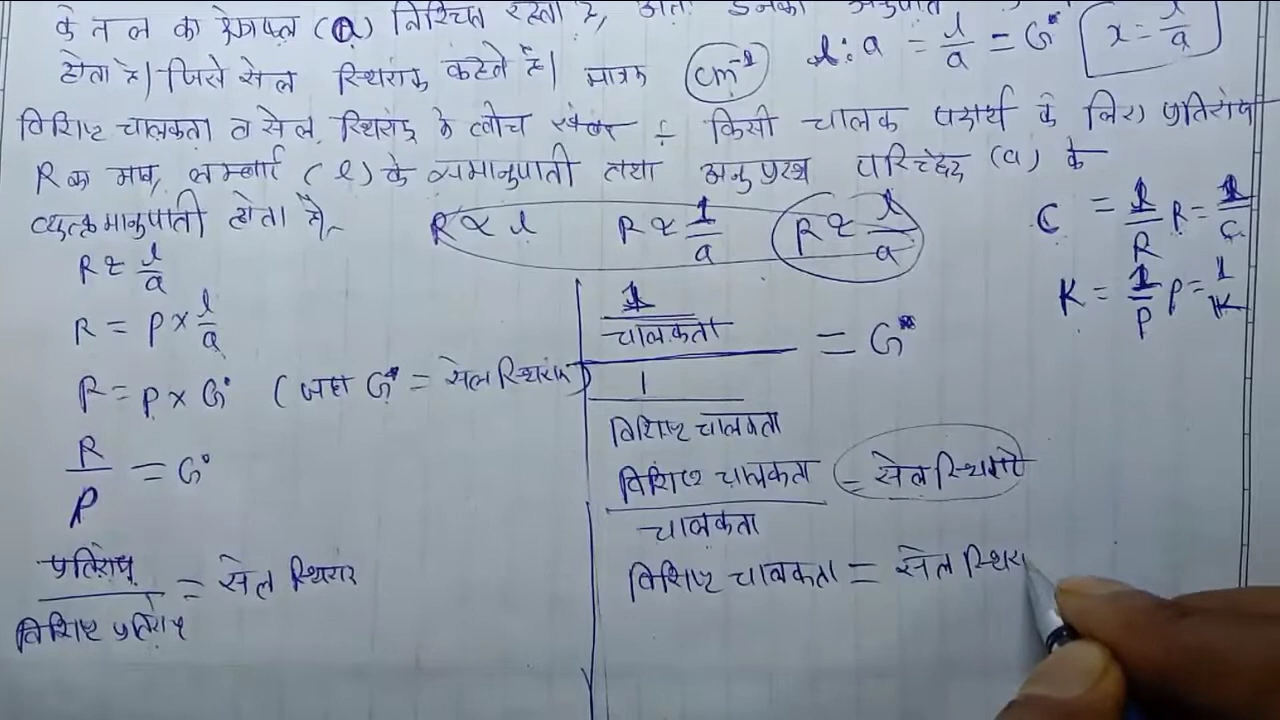 के तल का क्षेत्रफल (a) निश्चित रहता है, अतः इनका अनुपात
होता है। जिसे सेल स्थिरांक कहते हैं। मात्रक cm⁻¹ l : a = l/a = G* x = l/a
विशिष्ट चालकता व सेल स्थिरांक के बीच संबंध ÷ किसी चालक पदार्थ के लिए प्रतिरोध
R का मान, लम्बाई (l) के समानुपाती तथा अनुप्रस्थ परिच्छेद (a) के
व्युत्क्रमानुपाती होता है।
R ∝ l R ∝ 1/a R ∝ l/a
C = 1/R R = 1/C
K = 1/ρ ρ = 1/K
R ∝ l/a
R = ρ × l/a
R = ρ × G* (जहा G* = सेल स्थिरांक)
R/ρ = G*
प्रतिरोध
= सेल स्थिरांक
विशिष्ट प्रतिरोध
1
चालकता
= G*
1
विशिष्ट चालकता
विशिष्ट चालकता
= सेल स्थिरांक
चालकता
विशिष्ट चालकता = सेल स्थिरा